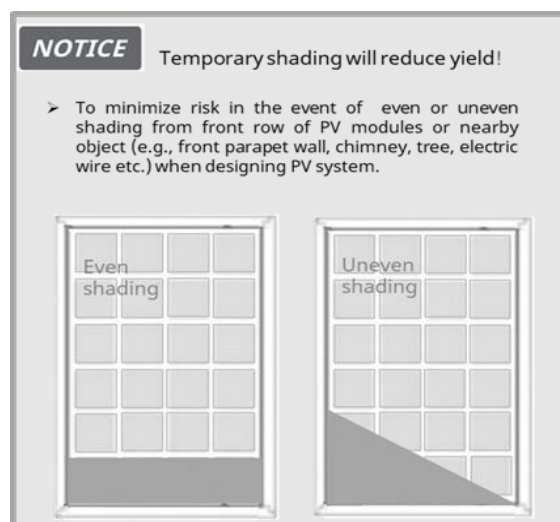 NOTICE
Temporary shading will reduce yield!
➢ To minimize risk in the event of even or uneven
shading from front row of PV modules or nearby
object (e.g., front parapet wall, chimney, tree, electric
wire etc.) when designing PV system.
Even
shading
Uneven
shading